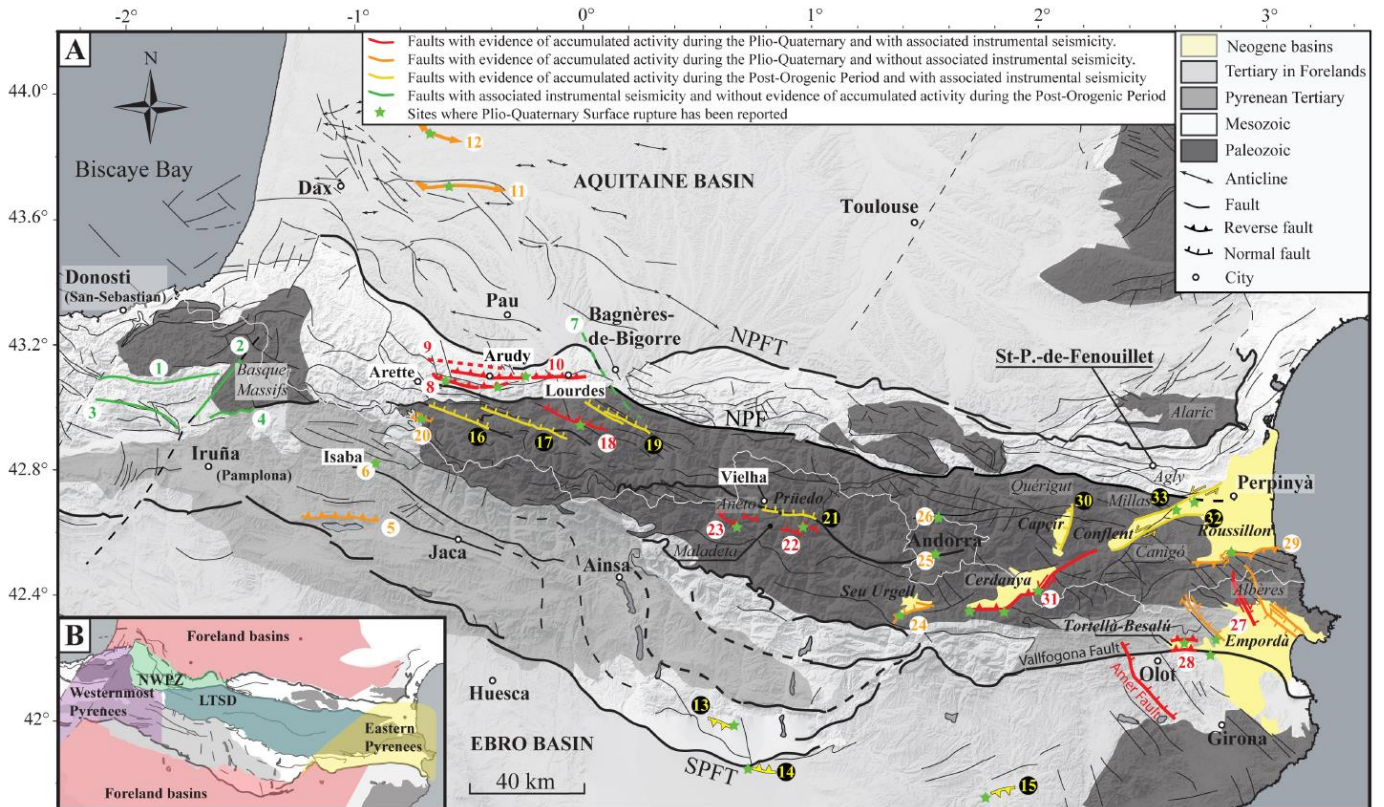 -2°
-1°
0°
1°
2°
3°
A
N
Faults with evidence of accumulated activity during the Plio-Quaternary and with associated instrumental seismicity.
Faults with evidence of accumulated activity during the Plio-Quaternary and without associated instrumental seismicity.
Faults with evidence of accumulated activity during the Post-Orogenic Period and with associated instrumental seismicity
Faults with associated instrumental seismicity and without evidence of accumulated activity during the Post-Orogenic Period
Sites where Plio-Quaternary Surface rupture has been reported
Neogene basins
Tertiary in Forelands
Pyrenean Tertiary
Mesozoic
Paleozoic
Anticline
Fault
Reverse fault
Normal fault
City
44.0°
43.6°
43.2°
42.8°
42.4°
42°
Biscaye Bay
12
Dax
11
AQUITAINE BASIN
Toulouse
Donosti
(San-Sebastian)
Pau
7
Bagnères-
de-Bigorre
NPFT
2
1
Basque
Massifs
9
Arudy
10
Arette
8
Lourdes
St-P.-de-Fenouillet
3
4
NPF
Alaric
20
16
17
18
19
Iruña
(Pamplona)
Isaba
6
Vielha
Quérigut
30
Agly
Millas
33
Perpinyà
Aneto
Prüedo
21
26
Capcir
Conflent
32
Roussillon
5
23
22
Andorra
Canigó
Jaca
Maladeta
25
29
Ainsa
Seu Urgell
Cerdanya
31
Albères
24
27
Tortellà-Besalú
Empordà
B
Foreland basins
Vallfogona Fault
28
NWPZ
Olot
Westernmost
Pyrenees
LTSD
Huesca
Amer Fault
Eastern
Pyrenees
13
Girona
EBRO BASIN
Foreland basins
40 km
SPFT
14
15